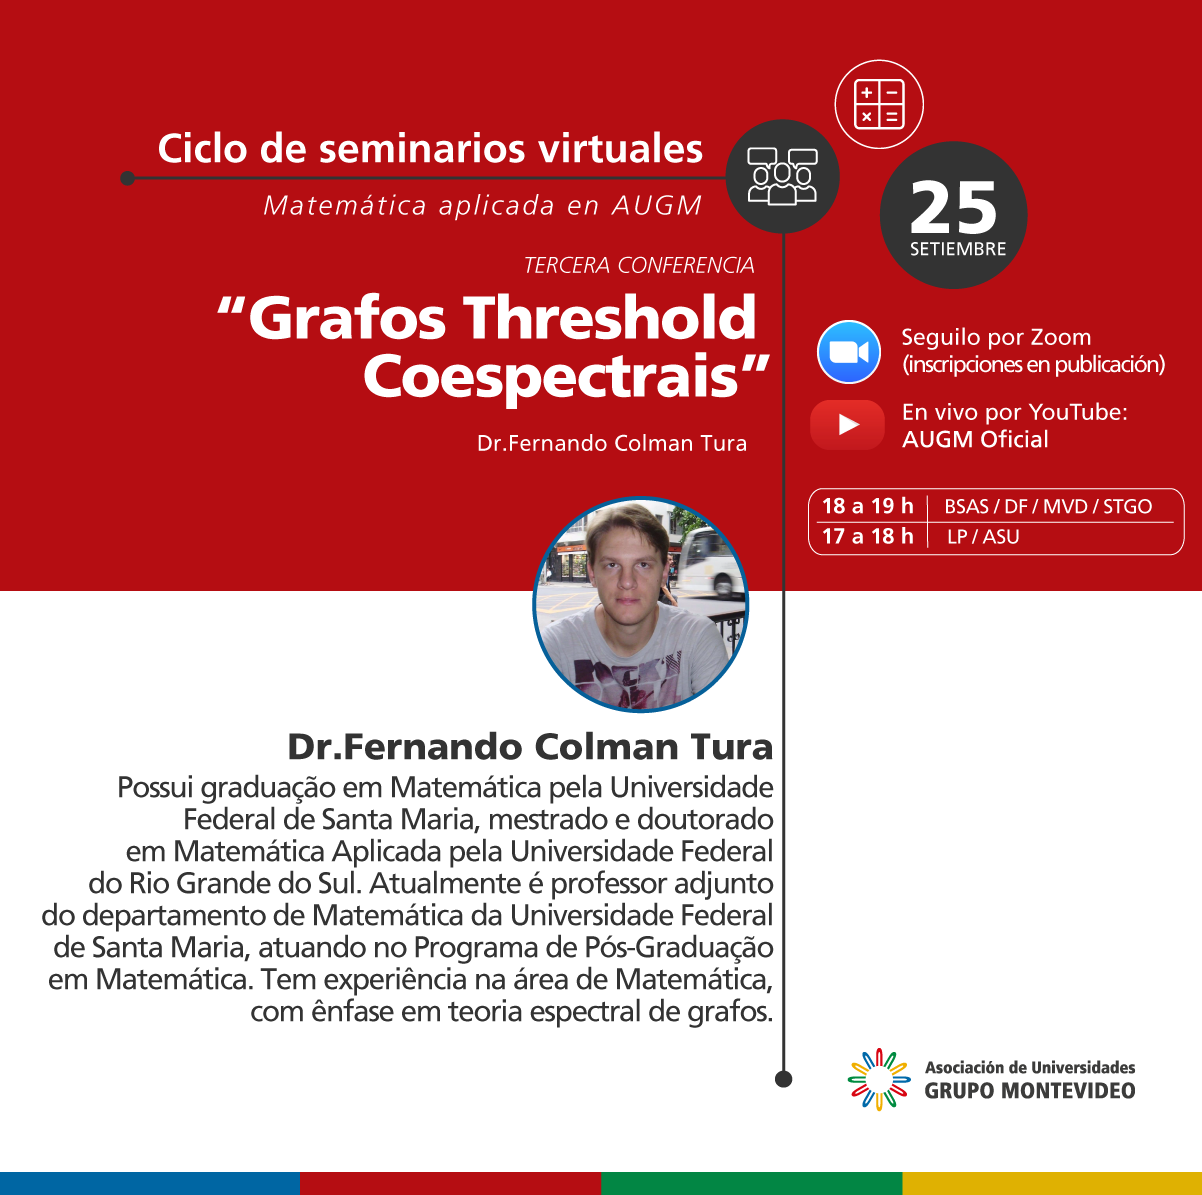 Ciclo de seminarios virtuales
Matemática aplicada en AUGM
25
SETIEMBRE
TERCERA CONFERENCIA
“Grafos Threshold
Coespectrais”
Dr.Fernando Colman Tura
Seguilo por Zoom
(inscripciones en publicación)
En vivo por YouTube:
AUGM Oficial
18 a 19 h BSAS / DF / MVD / STGO
17 a 18 h LP / ASU
Dr.Fernando Colman Tura
Possui graduação em Matemática pela Universidade
Federal de Santa Maria, mestrado e doutorado
em Matemática Aplicada pela Universidade Federal
do Rio Grande do Sul. Atualmente é professor adjunto
do departamento de Matemática da Universidade Federal
de Santa Maria, atuando no Programa de Pós-Graduação
em Matemática. Tem experiência na área de Matemática,
com ênfase em teoria espectral de grafos.
Asociación de Universidades
GRUPO MONTEVIDEO